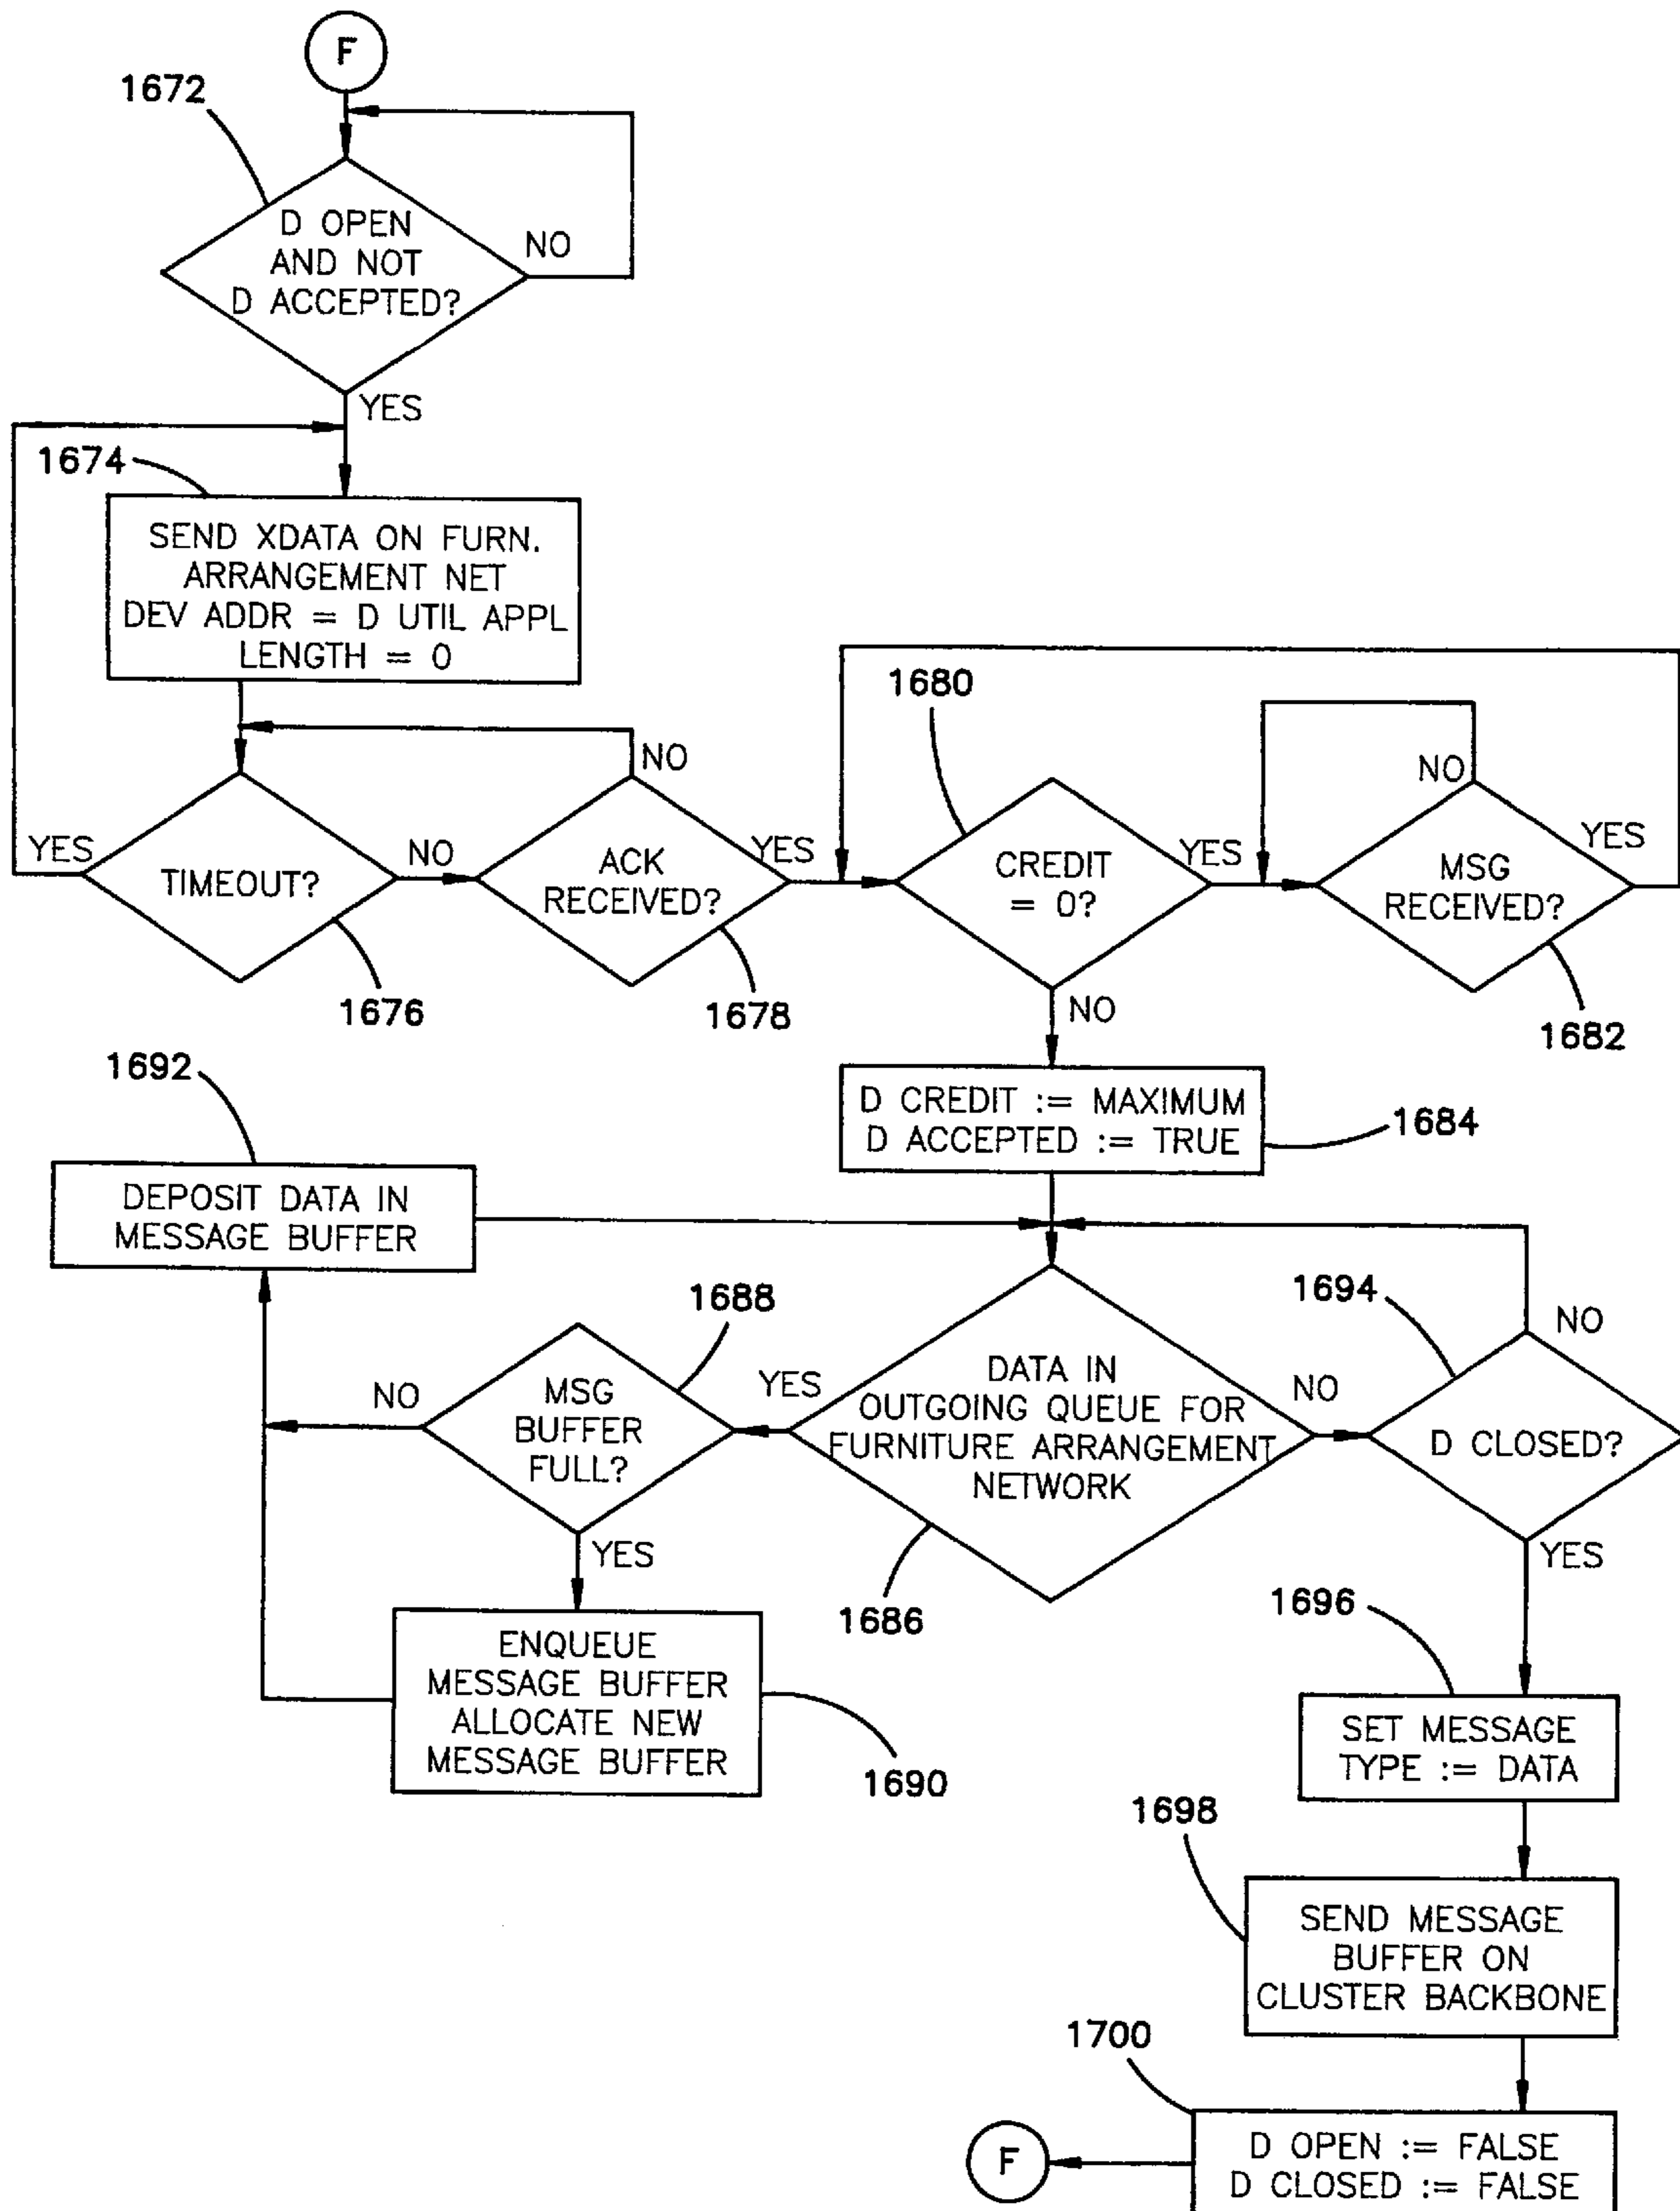 F
1672
D OPEN
AND NOT
D ACCEPTED?
NO
YES
1674
SEND XDATA ON FURN.
ARRANGEMENT NET
DEV ADDR = D UTIL APPL
LENGTH = 0
YES
TIMEOUT?
NO
1676
NO
ACK
RECEIVED?
YES
1678
1680
CREDIT
= 0?
YES
NO
NO
MSG
RECEIVED?
YES
1682
D CREDIT := MAXIMUM
D ACCEPTED := TRUE
1684
1692
DEPOSIT DATA IN
MESSAGE BUFFER
1688
NO
MSG
BUFFER
FULL?
YES
YES
DATA IN
OUTGOING QUEUE FOR
FURNITURE ARRANGEMENT
NETWORK
NO
1686
1694
NO
D CLOSED?
YES
ENQUEUE
MESSAGE BUFFER
ALLOCATE NEW
MESSAGE BUFFER
1690
1696
SET MESSAGE
TYPE := DATA
1698
SEND MESSAGE
BUFFER ON
CLUSTER BACKBONE
1700
D OPEN := FALSE
D CLOSED := FALSE
F